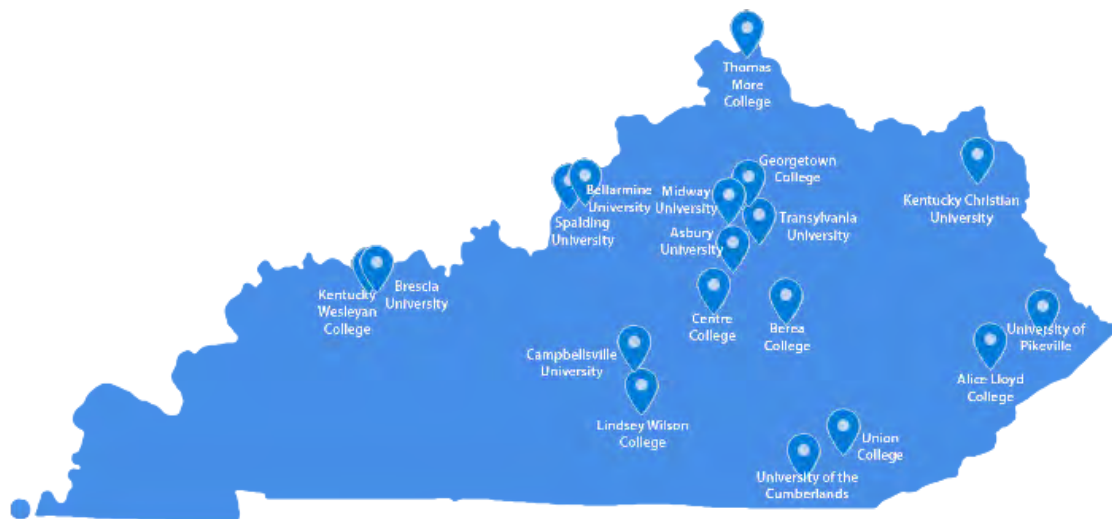 Thomas
More
College
Georgetown
College
Bellarmine
University
Midway
University
Kentucky Christian
University
Spalding
University
Transylvania
University
Asbury
University
Kentucky
Wesleyan
College
Brescia
University
Centre
College
Berea
College
University of
Pikeville
Campbellsville
University
Alice Lloyd
College
Lindsey Wilson
College
Union
College
University of the
Cumberlands